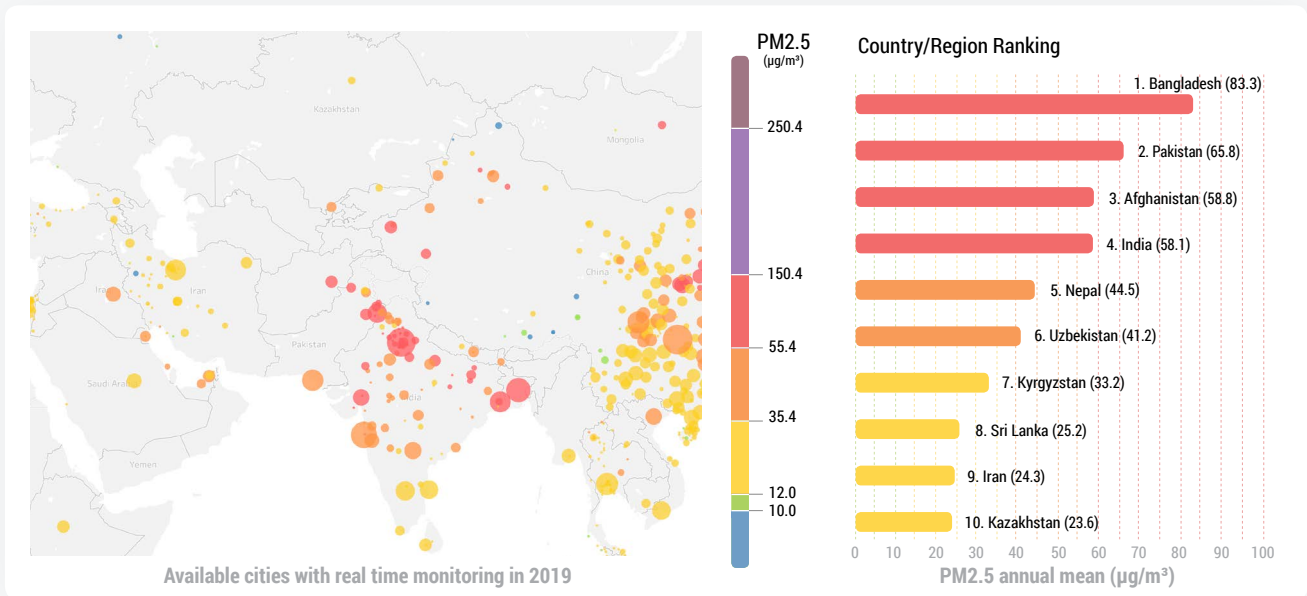 Kazakhstan
Mongolia
China
Iraq
Iran
Pakistan
Saudi Arabia
India
Yemen
Available cities with real time monitoring in 2019
PM2.5
(µg/m³)
250.4
150.4
55.4
35.4
12.0
10.0
Country/Region Ranking
1. Bangladesh (83.3)
2. Pakistan (65.8)
3. Afghanistan (58.8)
4. India (58.1)
5. Nepal (44.5)
6. Uzbekistan (41.2)
7. Kyrgyzstan (33.2)
8. Sri Lanka (25.2)
9. Iran (24.3)
10. Kazakhstan (23.6)
0 10 20 30 40 50 60 70 80 90 100
PM2.5 annual mean (µg/m³)